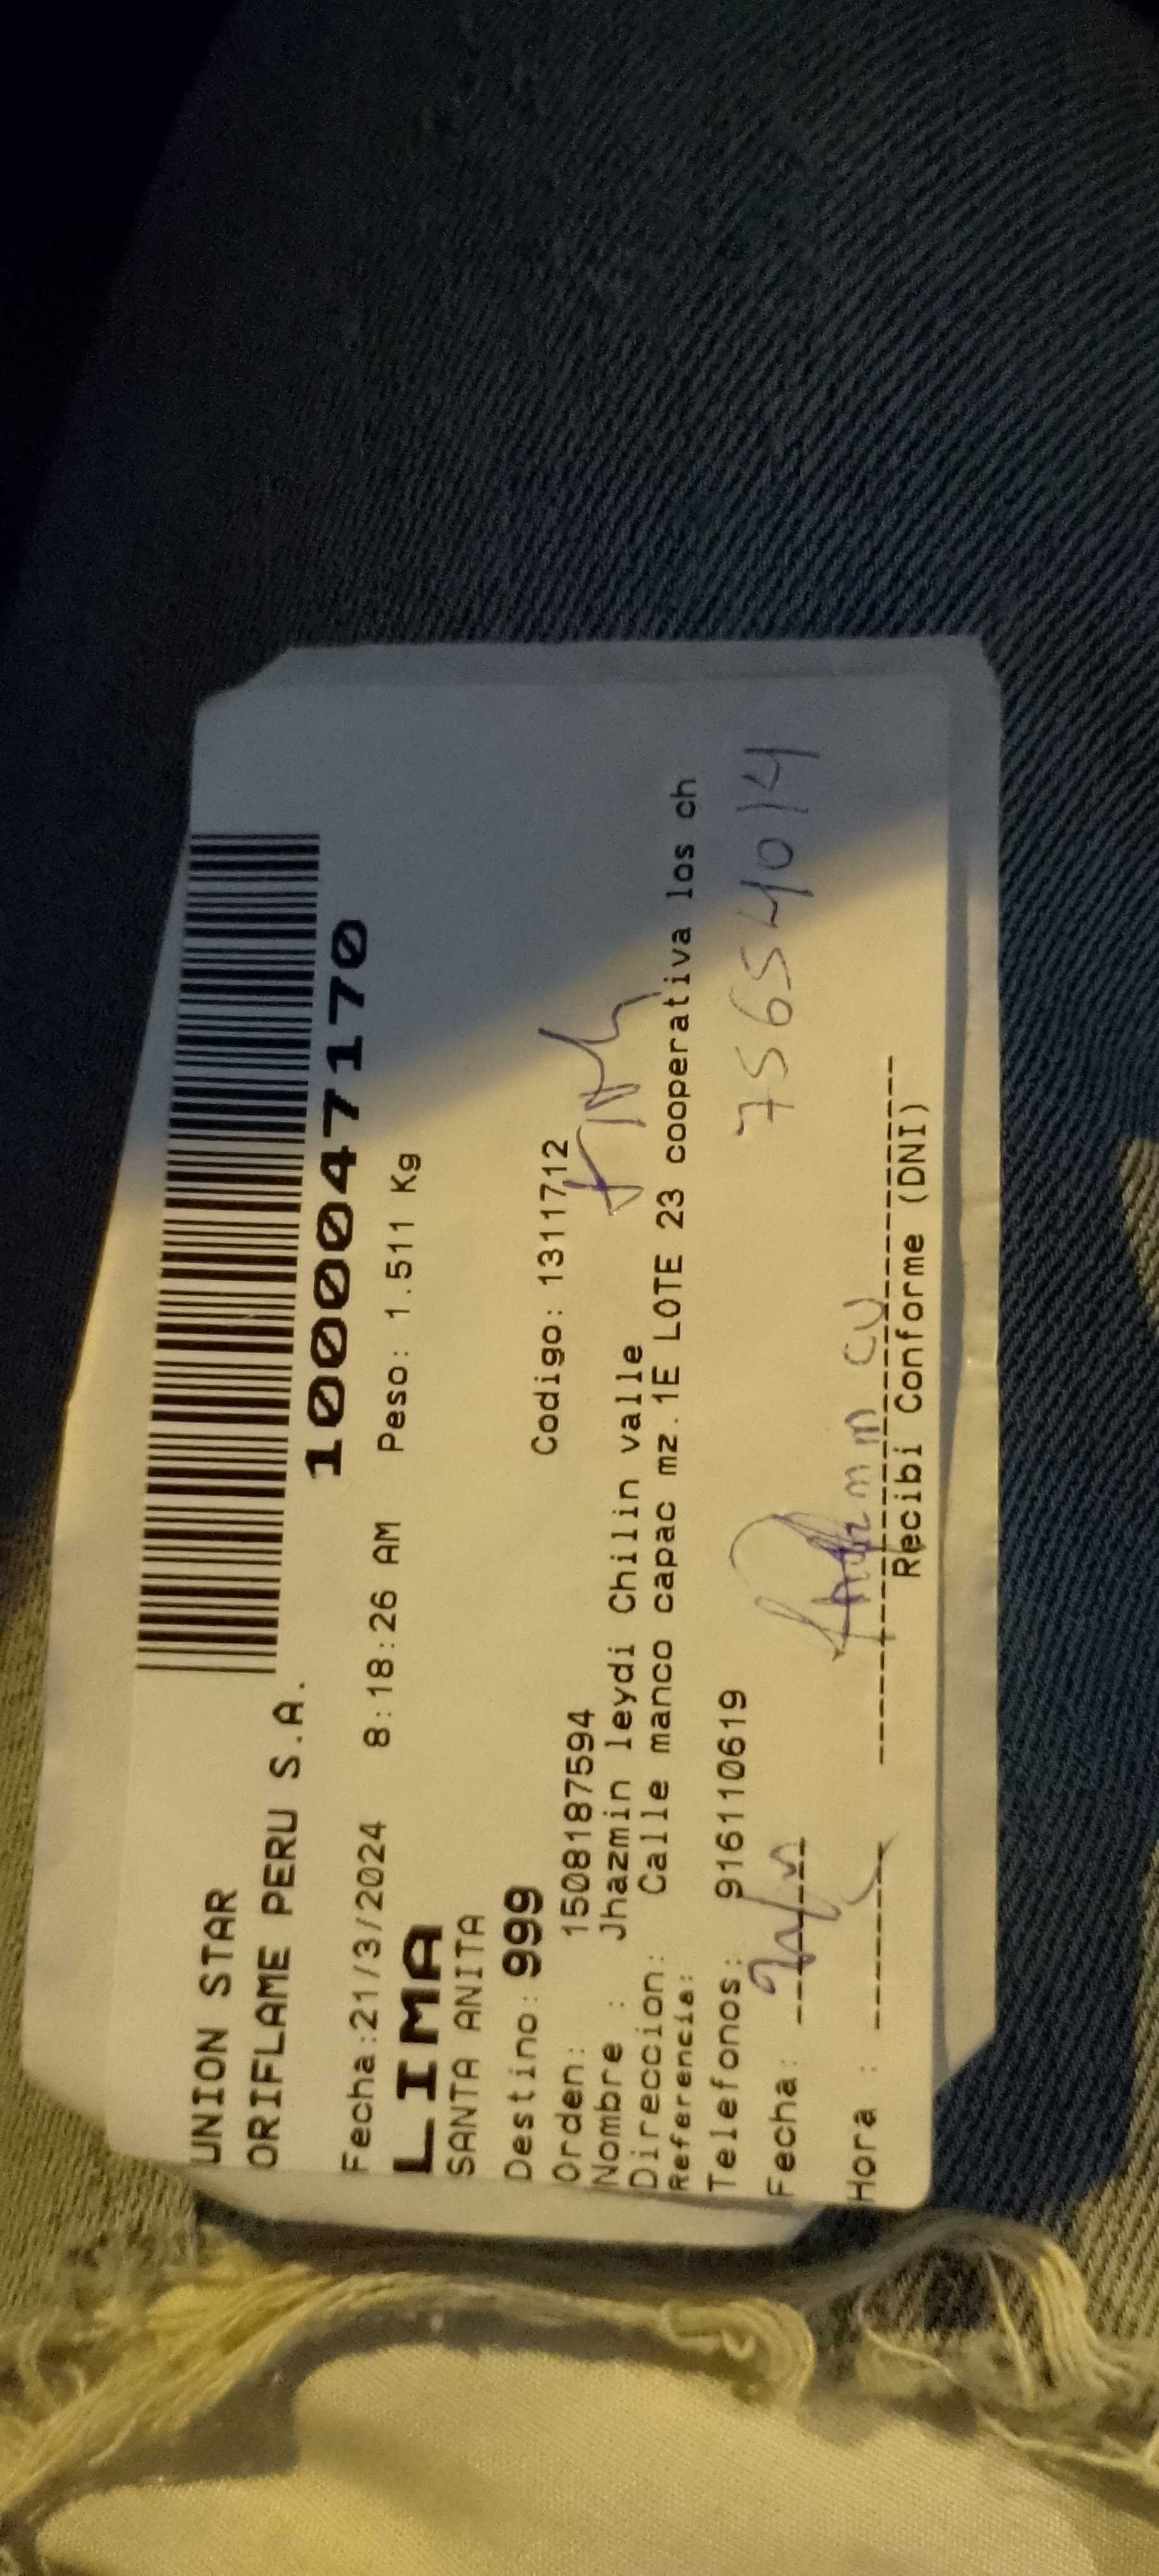 UNION STAR
ORIFLAME PERU S.A.
1000047170
Fecha:21/3/2024 8:18:26 AM Peso: 1.511 Kg
LIMA
SANTA ANITA
Destino: 999 Codigo: 1311712
Orden: 1508187594
Nombre : Jhazmin leydi Chilin valle
Direccion: Calle manco capac mz.1E LOTE 23 cooperativa los ch
Referencia:
Telefonos: 916110619
75654014
Fecha:
Hora :
Recibi Conforme (DNI)